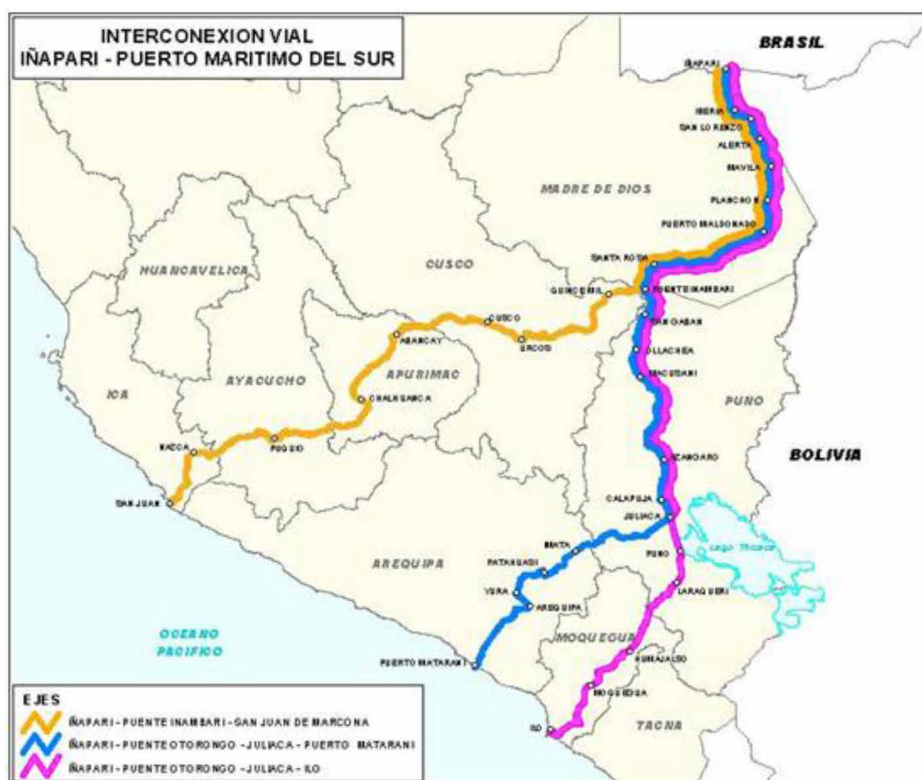 INTERCONEXION VIAL
IÑAPARI - PUERTO MARITIMO DEL SUR
BRASIL
IÑAPARI
IBERIA
SAN LORENZO
ALERTA
MAVILA
MADRE DE DIOS
PLANCHON
PUERTO MALDONADO
SANTA ROSA
HUANCAVELICA
CUSCO
QUINCEMIL
PUENTE INAMBARI
SAN GABAN
CUSCO
ABANCAY
URCOS
OLLACHEA
MACUSANI
APURIMAC
AYACUCHO
ICA
CHALHUANCA
PUNO
NAZCA
PUQUIO
AZANGARO
BOLIVIA
SAN JUAN
CALAPUJA
JULIACA
IMATA
PUNO
Lago Titicaca
AREQUIPA
PATAHUASI
YURA
LARAQUERI
AREQUIPA
OCEANO
PACIFICO
MOQUEGUA
HUMAJALSO
PUERTO MATARANI
MOQUEGUA
EJES
IÑAPARI - PUENTE INAMBARI - SAN JUAN DE MARCONA
ILO
TACNA
IÑAPARI - PUENTE OTORONGO - JULIACA - PUERTO MATARANI
IÑAPARI - PUENTE OTORONGO - JULIACA - ILO